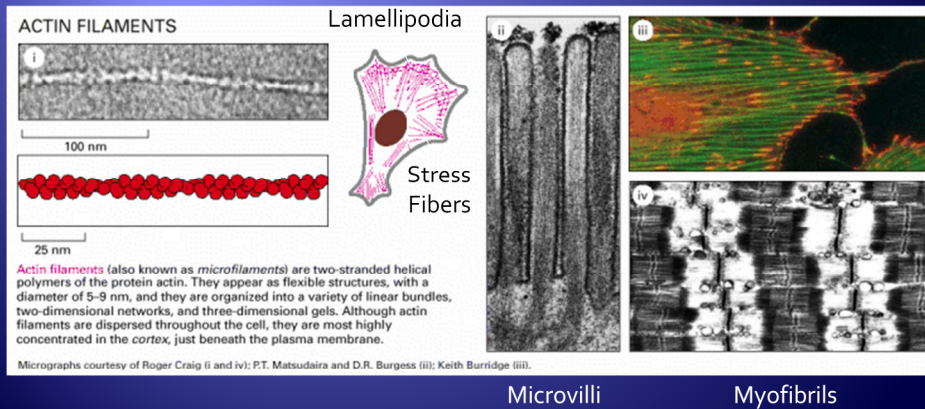 ACTIN FILAMENTS
i
100 nm
25 nm
Actin filaments (also known as microfilaments) are two-stranded helical
polymers of the protein actin. They appear as flexible structures, with a
diameter of 5–9 nm, and they are organized into a variety of linear bundles,
two-dimensional networks, and three-dimensional gels. Although actin
filaments are dispersed throughout the cell, they are most highly
concentrated in the cortex, just beneath the plasma membrane.
Micrographs courtesy of Roger Craig (i and iv); P.T. Matsudaira and D.R. Burgess (ii); Keith Burridge (iii).
Lamellipodia
Stress
Fibers
ii
iii
iv
Microvilli
Myofibrils